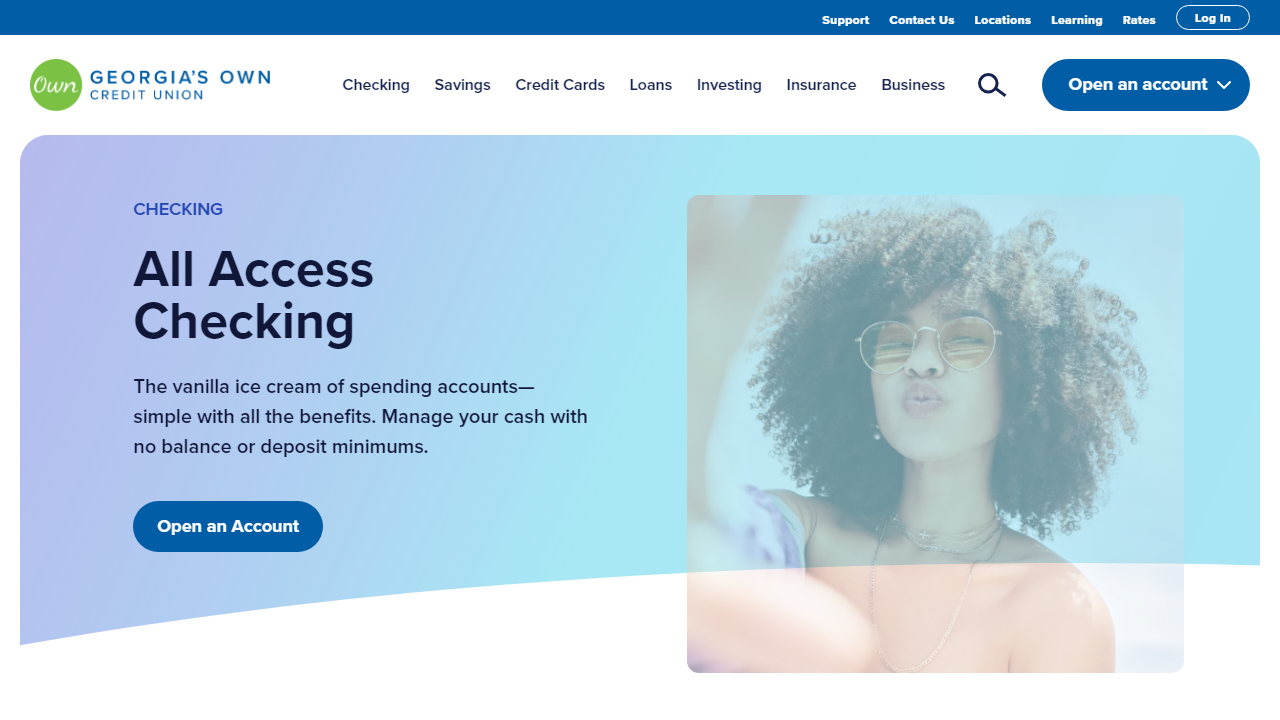 Support Contact Us Locations Learning Rates Log In
Own
GEORGIA'S OWN
CREDIT UNION
Checking Savings Credit Cards Loans Investing Insurance Business
Open an account
CHECKING
All Access
Checking
The vanilla ice cream of spending accounts—
simple with all the benefits. Manage your cash with
no balance or deposit minimums.
Open an Account